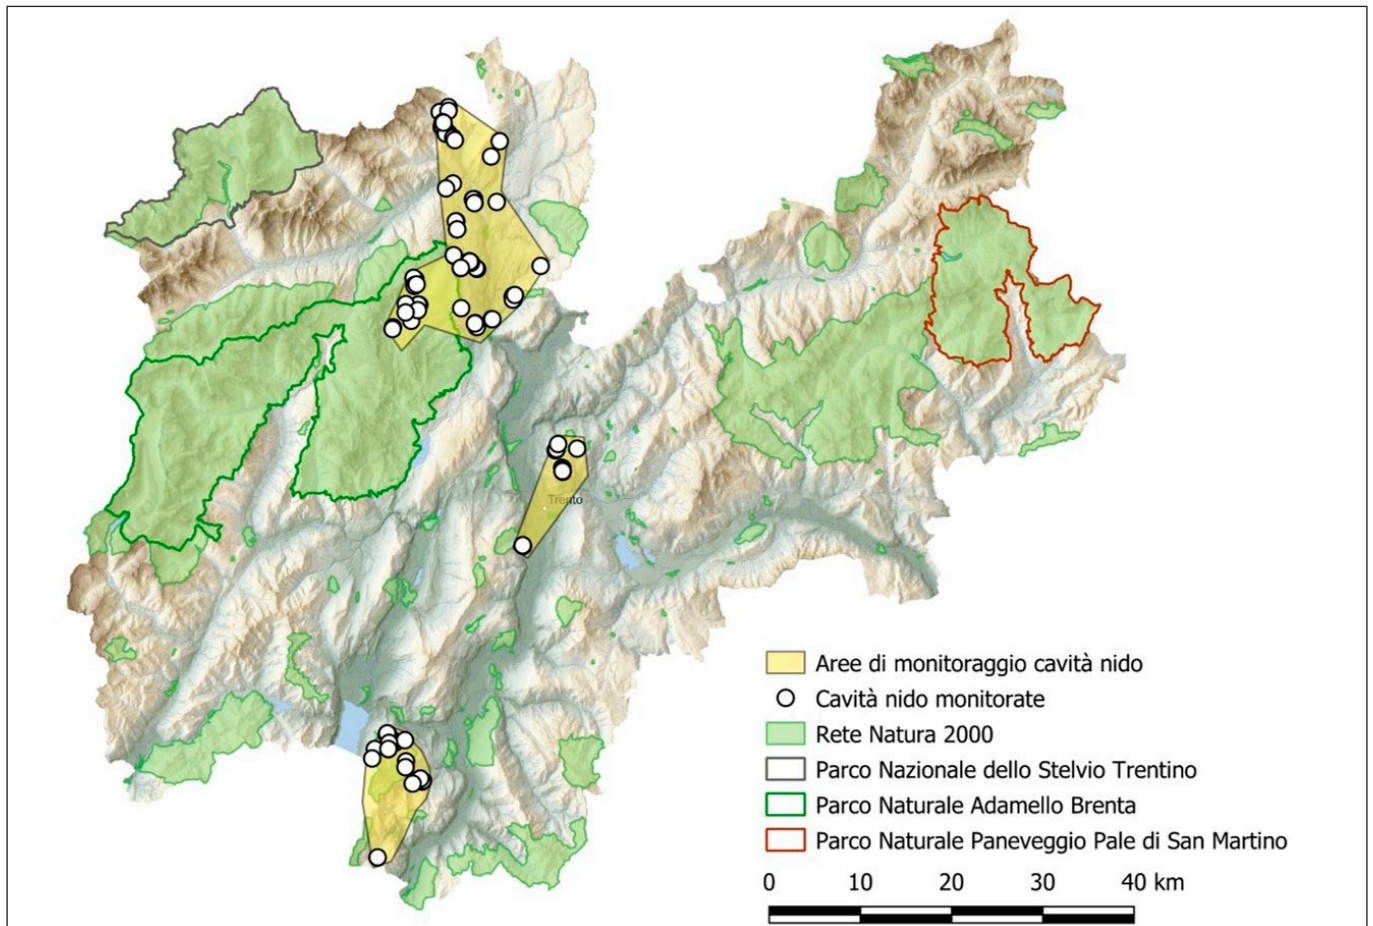 Trento
Aree di monitoraggio cavità nido
Cavità nido monitorate
Rete Natura 2000
Parco Nazionale dello Stelvio Trentino
Parco Naturale Adamello Brenta
Parco Naturale Paneveggio Pale di San Martino
0 10 20 30 40 km